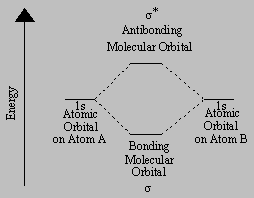 σ*
Antibonding
Molecular Orbital
Energy
1s
Atomic
Orbital
on Atom A
1s
Atomic
Orbital
on Atom B
Bonding
Molecular
Orbital
σ